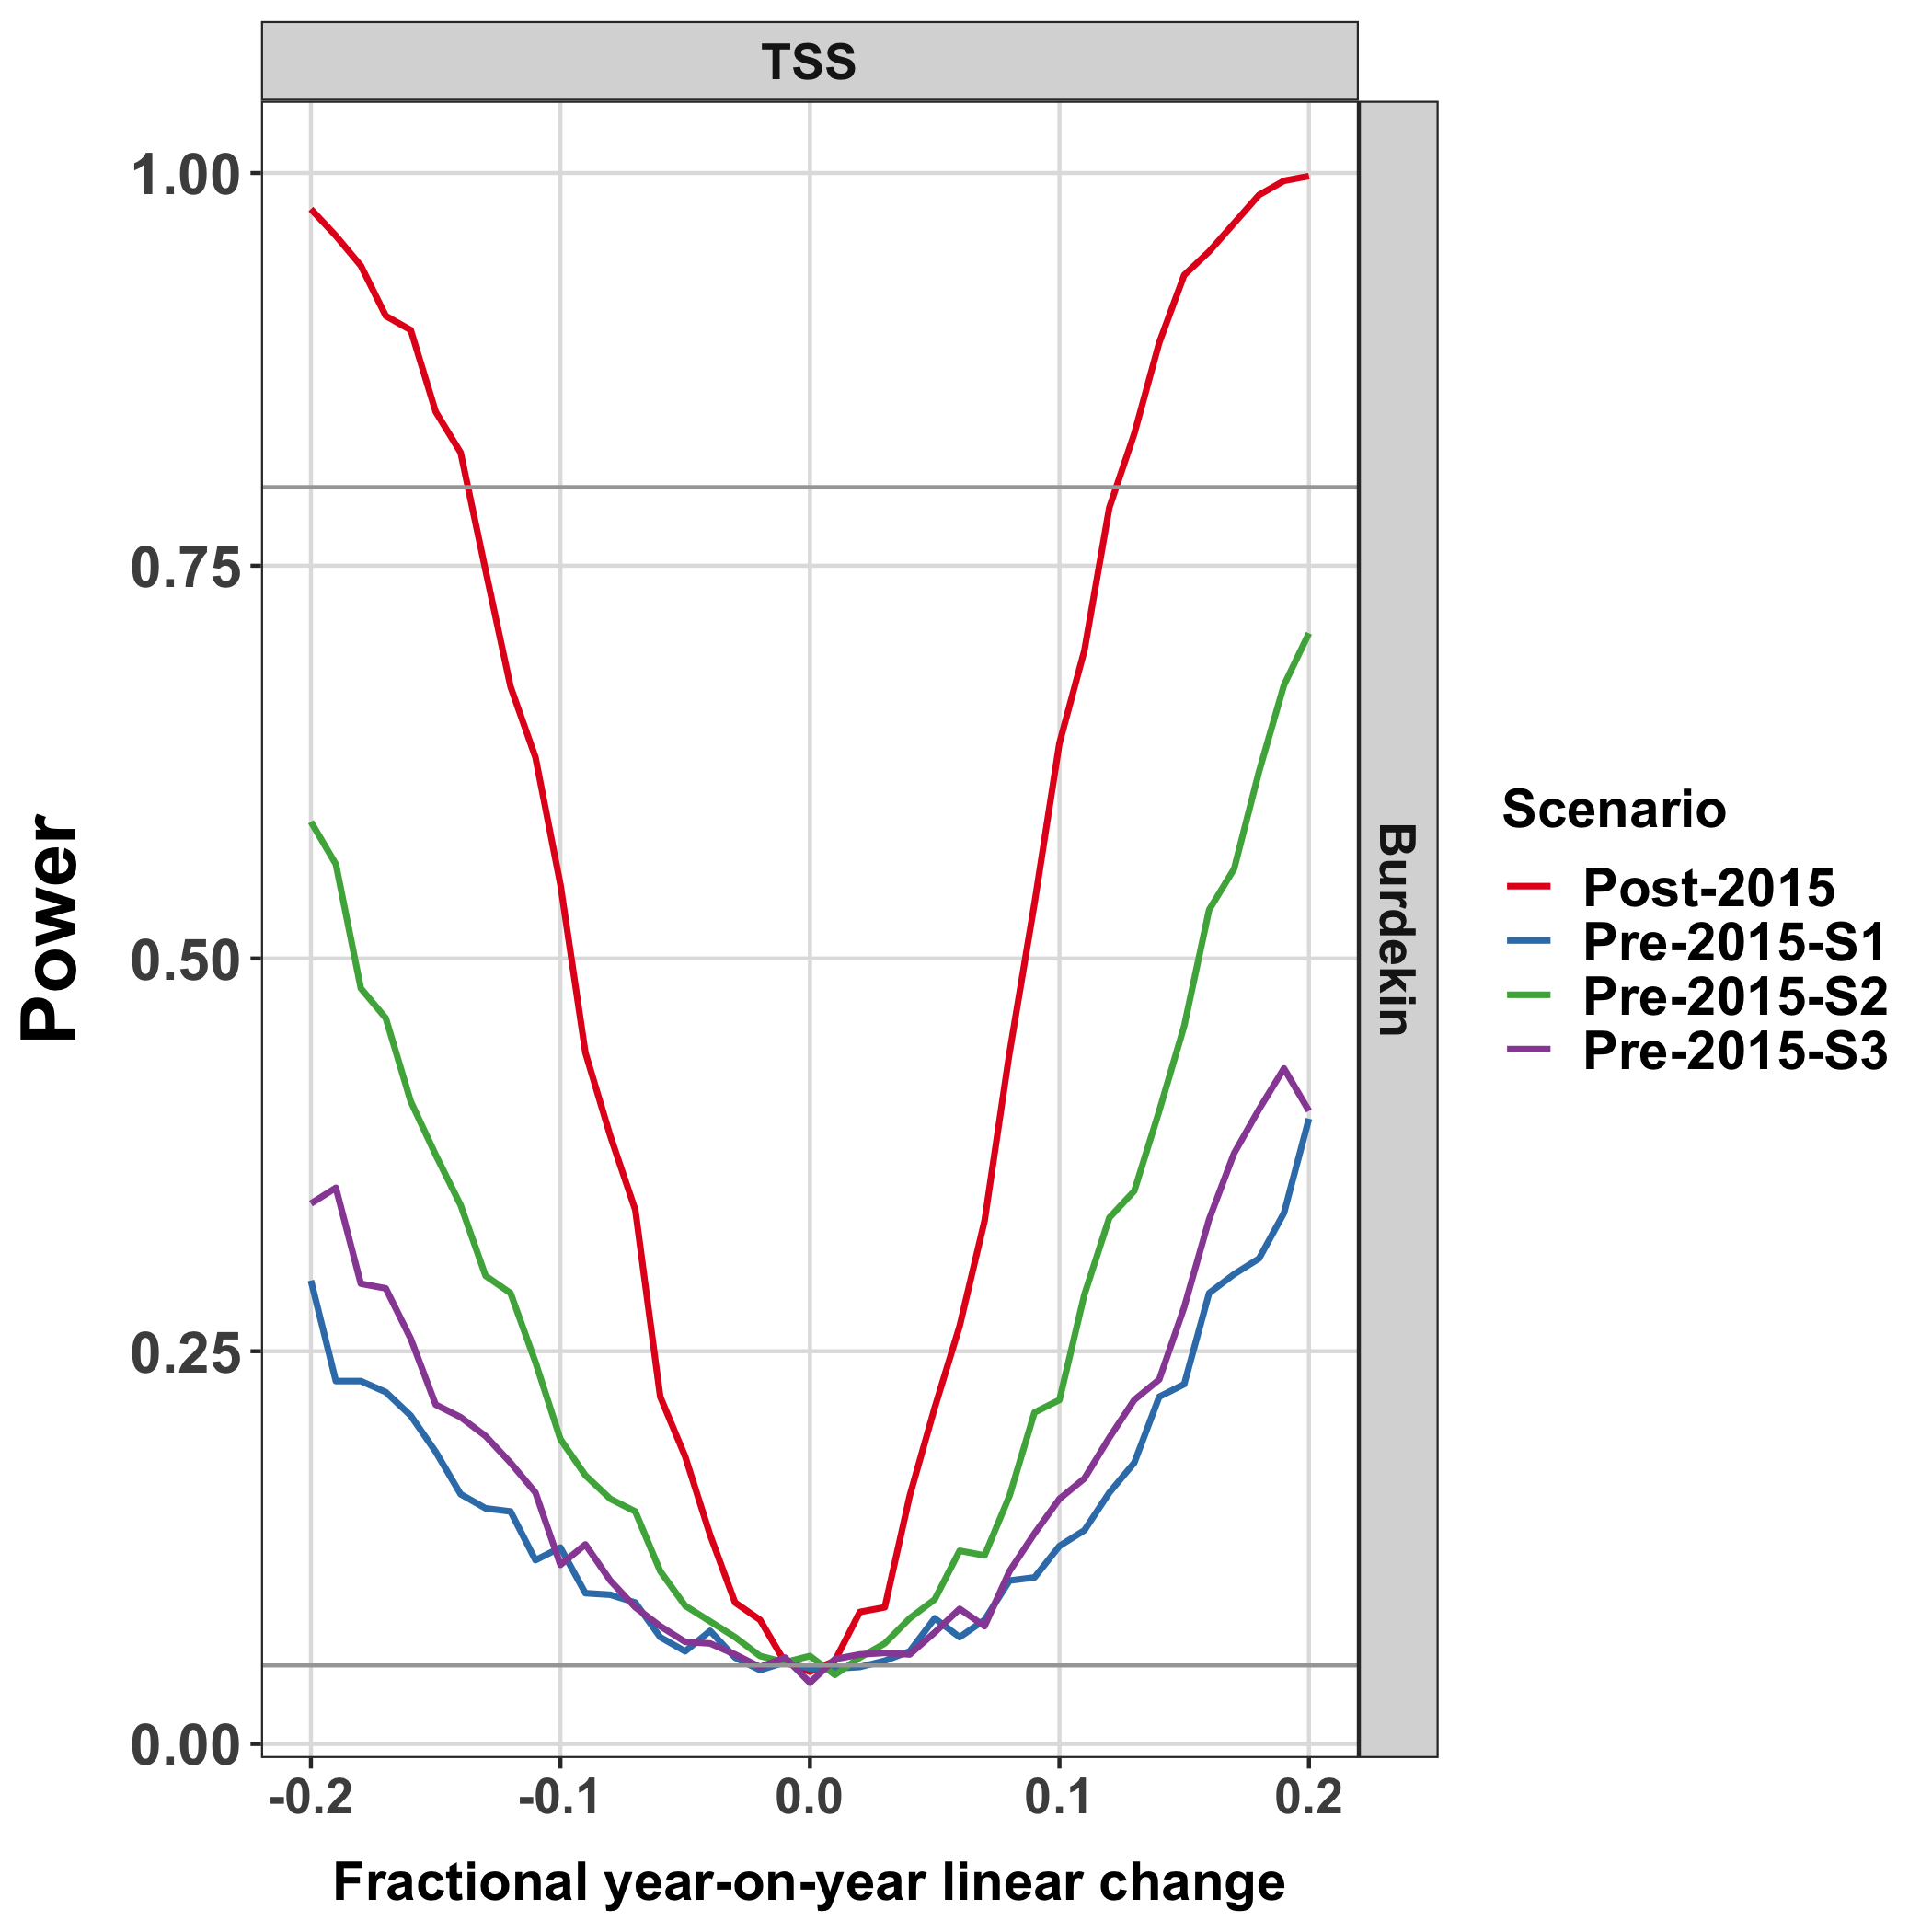 TSS
Burdekin
Power
1.00
0.75
0.50
0.25
0.00
-0.2
-0.1
0.0
0.1
0.2
Fractional year-on-year linear change
Scenario
Post-2015
Pre-2015-S1
Pre-2015-S2
Pre-2015-S3